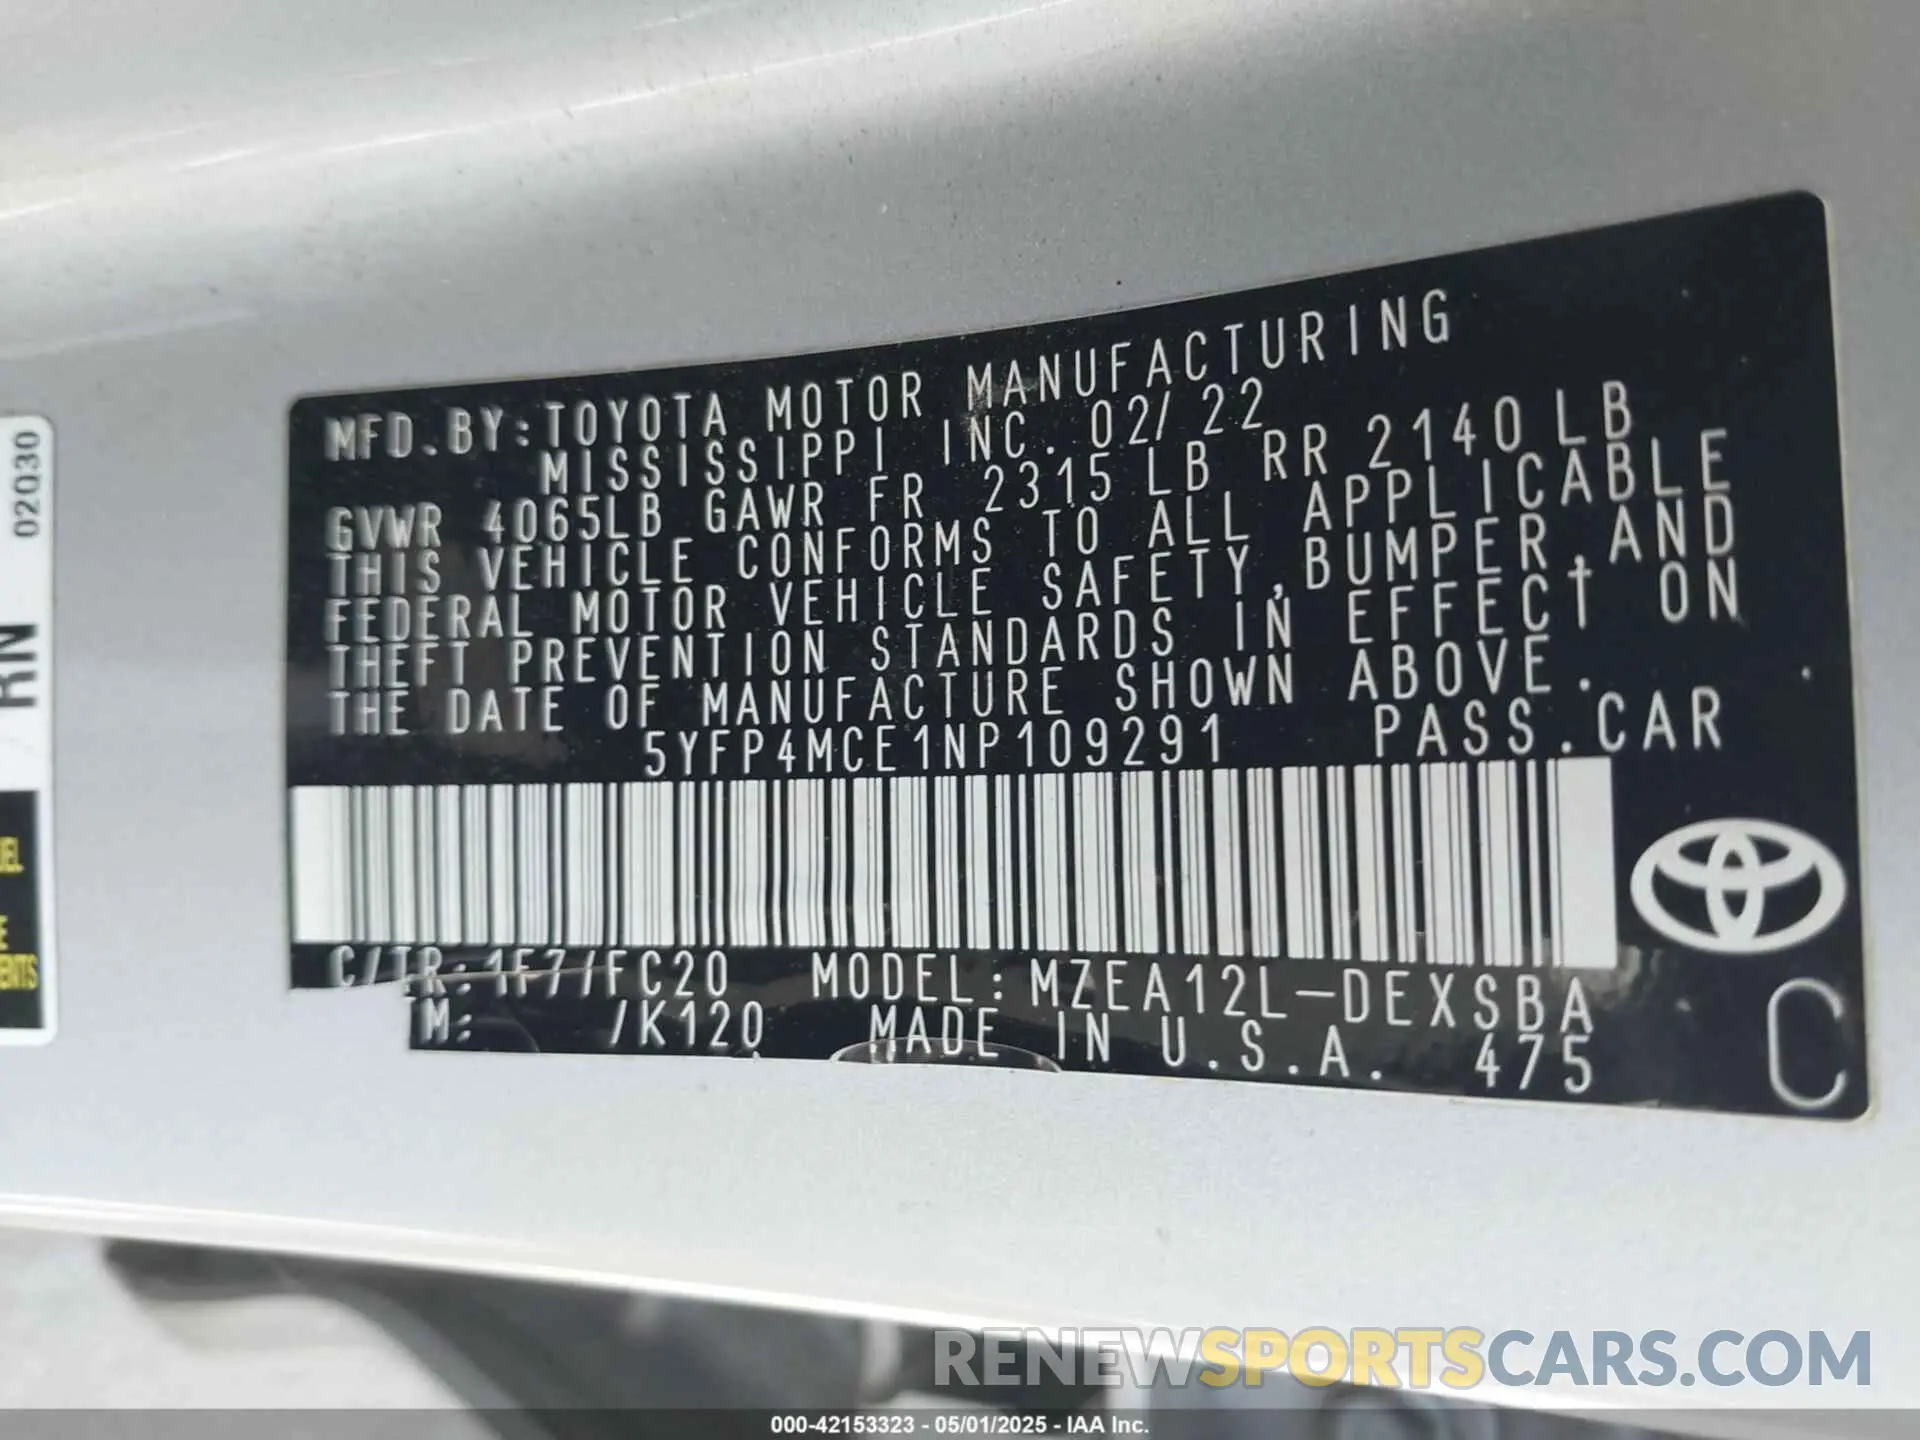 MFD.BY:TOYOTA MOTOR MANUFACTURING
MISSISSIPPI INC. 02/22
GVWR 4065LB GAWR FR 2315 LB RR 2140LB
THIS VEHICLE CONFORMS TO ALL APPLICABLE
FEDERAL MOTOR VEHICLE SAFETY,BUMPER,AND
THEFT PREVENTION STANDARDS IN EFFECT ON
THE DATE OF MANUFACTURE SHOWN ABOVE.
5YFP4MCE1NP109291 PASS.CAR
C/TR:1F7/FC20 MODEL:MZEA12L-DEXSBA
M: /K120 MADE IN U.S.A. 475
C
02030
RN
RENEWSPORTSCARS.COM
000-42153323 - 05/01/2025 - IAA Inc.